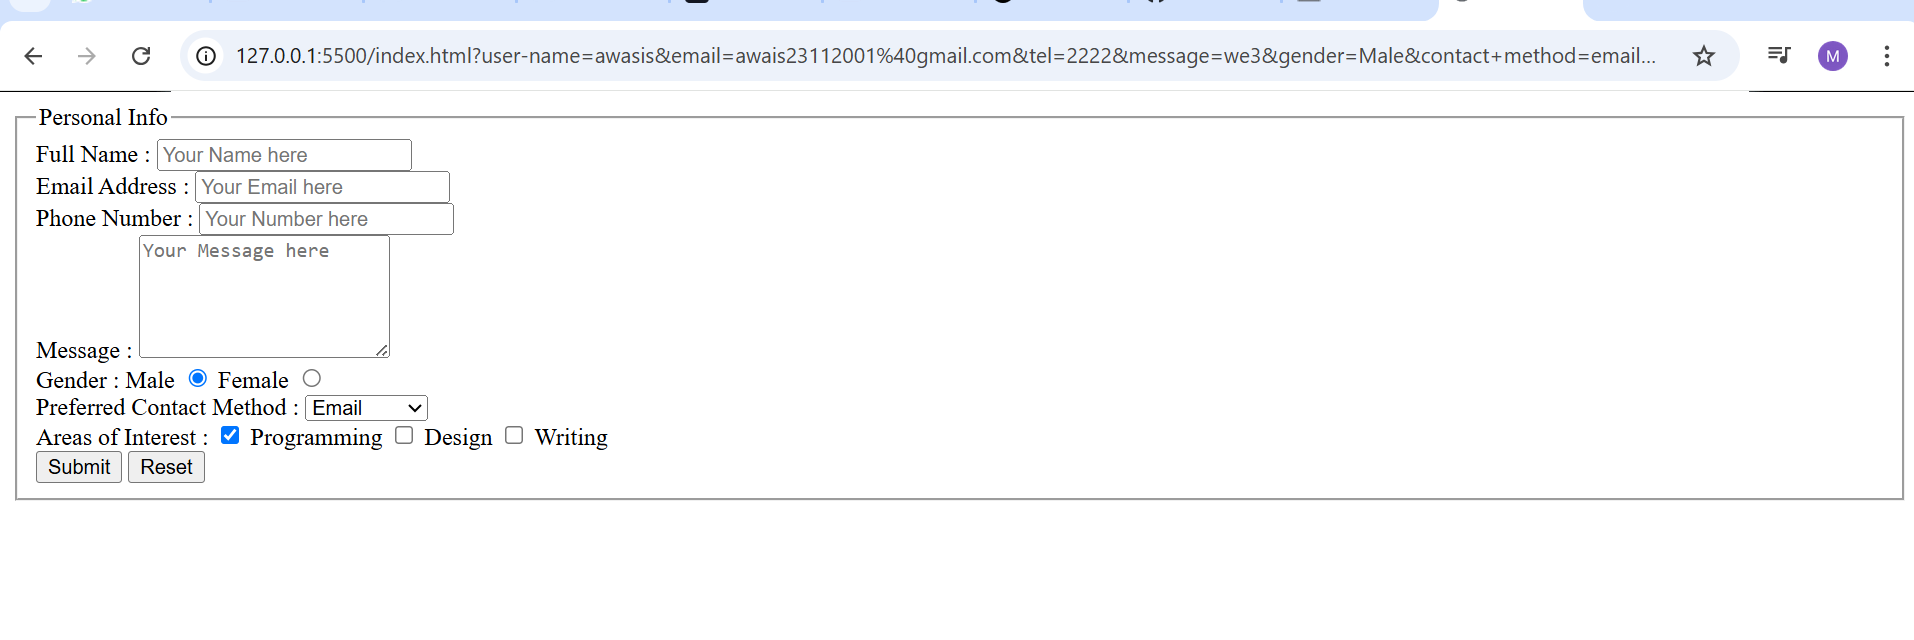 127.0.0.1:5500/index.html?user-name=awasis&email=awais23112001%40gmail.com&tel=2222&message=we3&gender=Male&contact+method=email...
M
Personal Info
Full Name : Your Name here
Email Address : Your Email here
Phone Number : Your Number here
Your Message here
Message :
Gender : Male Female
Preferred Contact Method : Email
Areas of Interest : Programming Design Writing
Submit Reset